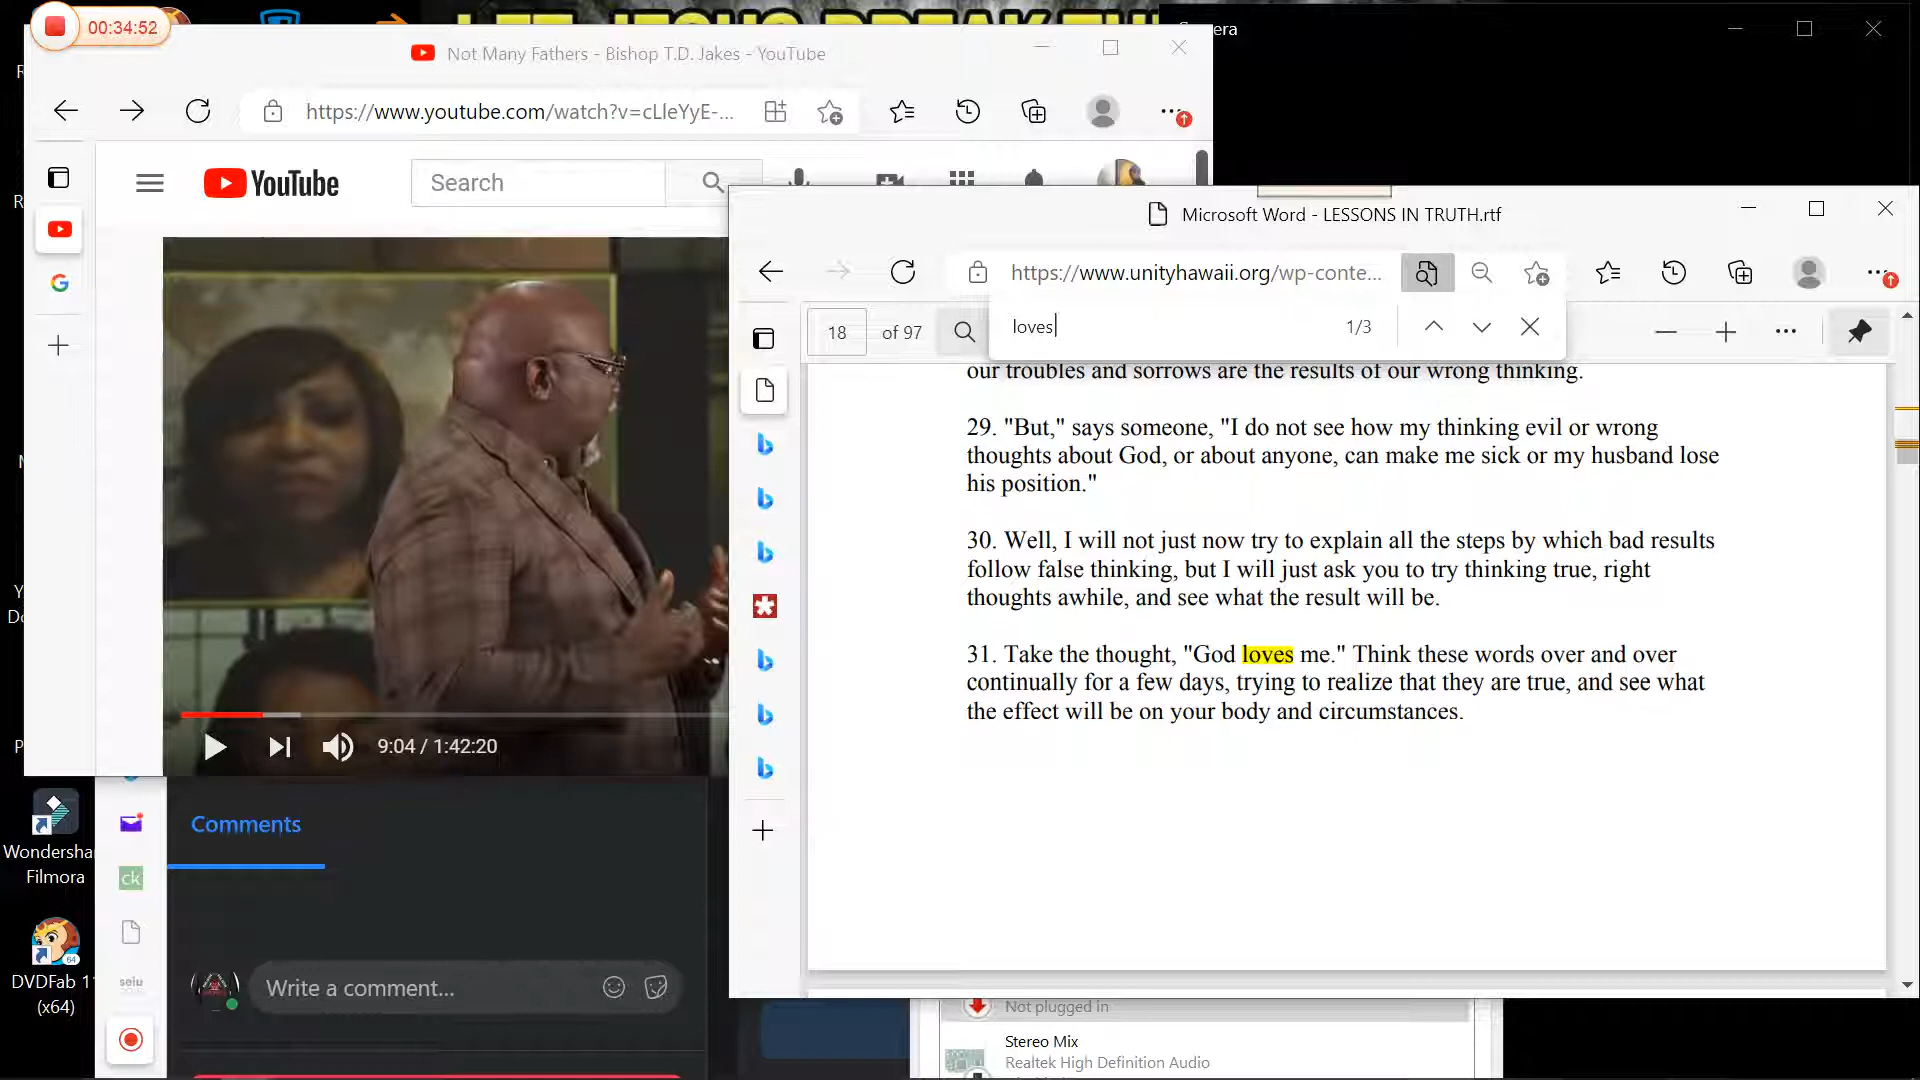 00:34:52
Not Many Fathers - Bishop T.D. Jakes - YouTube
https://www.youtube.com/watch?v=cLleYyE-...
YouTube
Search
Microsoft Word - LESSONS IN TRUTH.rtf
https://www.unityhawaii.org/wp-conte...
18 of 97
loves
1/3
our troubles and sorrows are the results of our wrong thinking.
29. "But," says someone, "I do not see how my thinking evil or wrong
thoughts about God, or about anyone, can make me sick or my husband lose
his position."
30. Well, I will not just now try to explain all the steps by which bad results
follow false thinking, but I will just ask you to try thinking true, right
thoughts awhile, and see what the result will be.
31. Take the thought, "God loves me." Think these words over and over
continually for a few days, trying to realize that they are true, and see what
the effect will be on your body and circumstances.
9:04 / 1:42:20
Comments
Write a comment...
Wondersha
Filmora
DVDFab 1
(x64)
64
ck
seiu
Not plugged in
Stereo Mix
Realtek High Definition Audio